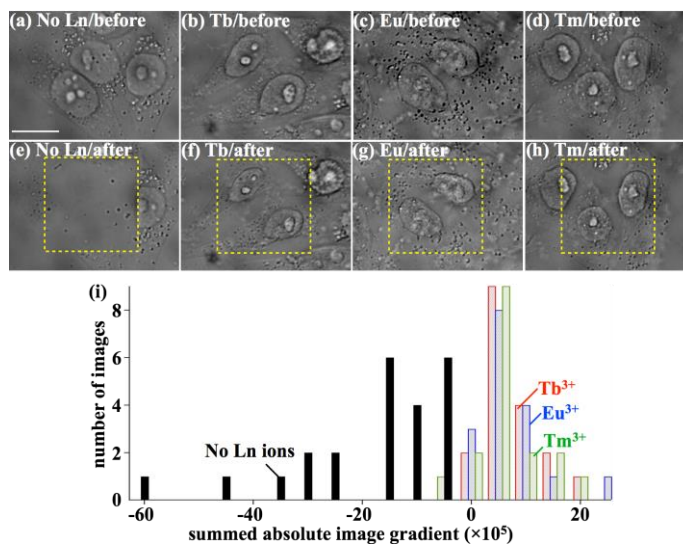 (a) No Ln/before
(b) Tb/before
(c) Eu/before
(d) Tm/before
(e) No Ln/after
(f) Tb/after
(g) Eu/after
(h) Tm/after
(i)
number of images
8
6
4
2
0
No Ln ions
Tb³⁺
Eu³⁺
Tm³⁺
-60
-40
-20
0
20
summed absolute image gradient (×10⁵)